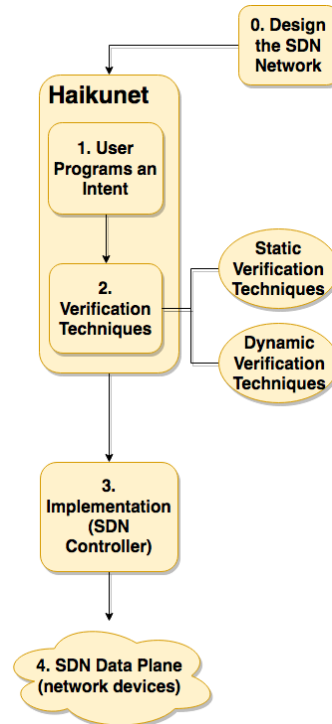 0. Design
the SDN
Network
Haikunet
1. User
Programs an
Intent
2.
Verification
Techniques
Static
Verification
Techniques
Dynamic
Verification
Techniques
3.
Implementation
(SDN
Controller)
4. SDN Data Plane
(network devices)